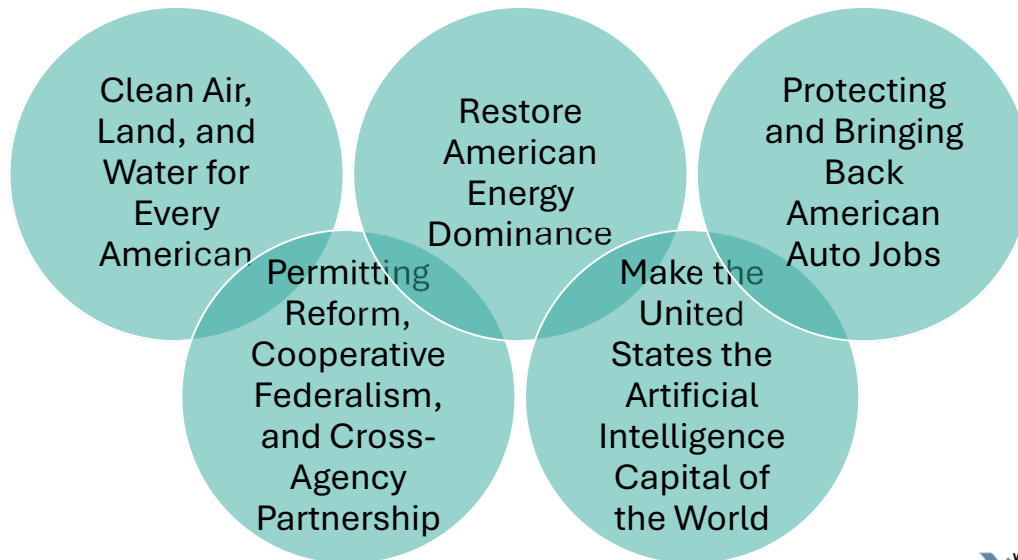 Clean Air,
Land, and
Water for
Every
American
Permitting
Reform,
Cooperative
Federalism,
and Cross-
Agency
Partnership
Restore
American
Energy
Dominance
Make the
United
States the
Artificial
Intelligence
Capital of
the World
Protecting
and Bringing
Back
American
Auto Jobs